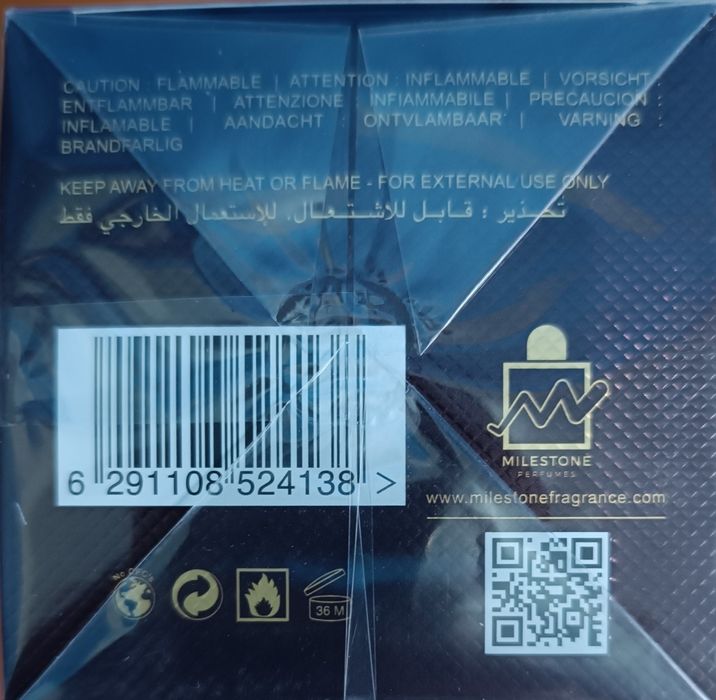 CAUTION : FLAMMABLE | ATTENTION : INFLAMMABLE | VORSICHT :
ENTFLAMMBAR | ATTENZIONE : INFIAMMABILE | PRECAUCION :
INFLAMABLE | AANDACHT : ONTVLAMBAAR | VARNING :
BRANDFARLIG
KEEP AWAY FROM HEAT OR FLAME - FOR EXTERNAL USE ONLY
تحذير ؛ قابل للاشتعال. للإستعمال الخارجي فقط
6 291108 524138 >
MILESTONE
PERFUMES
www.milestonefragrance.com
No CFCs
36 M